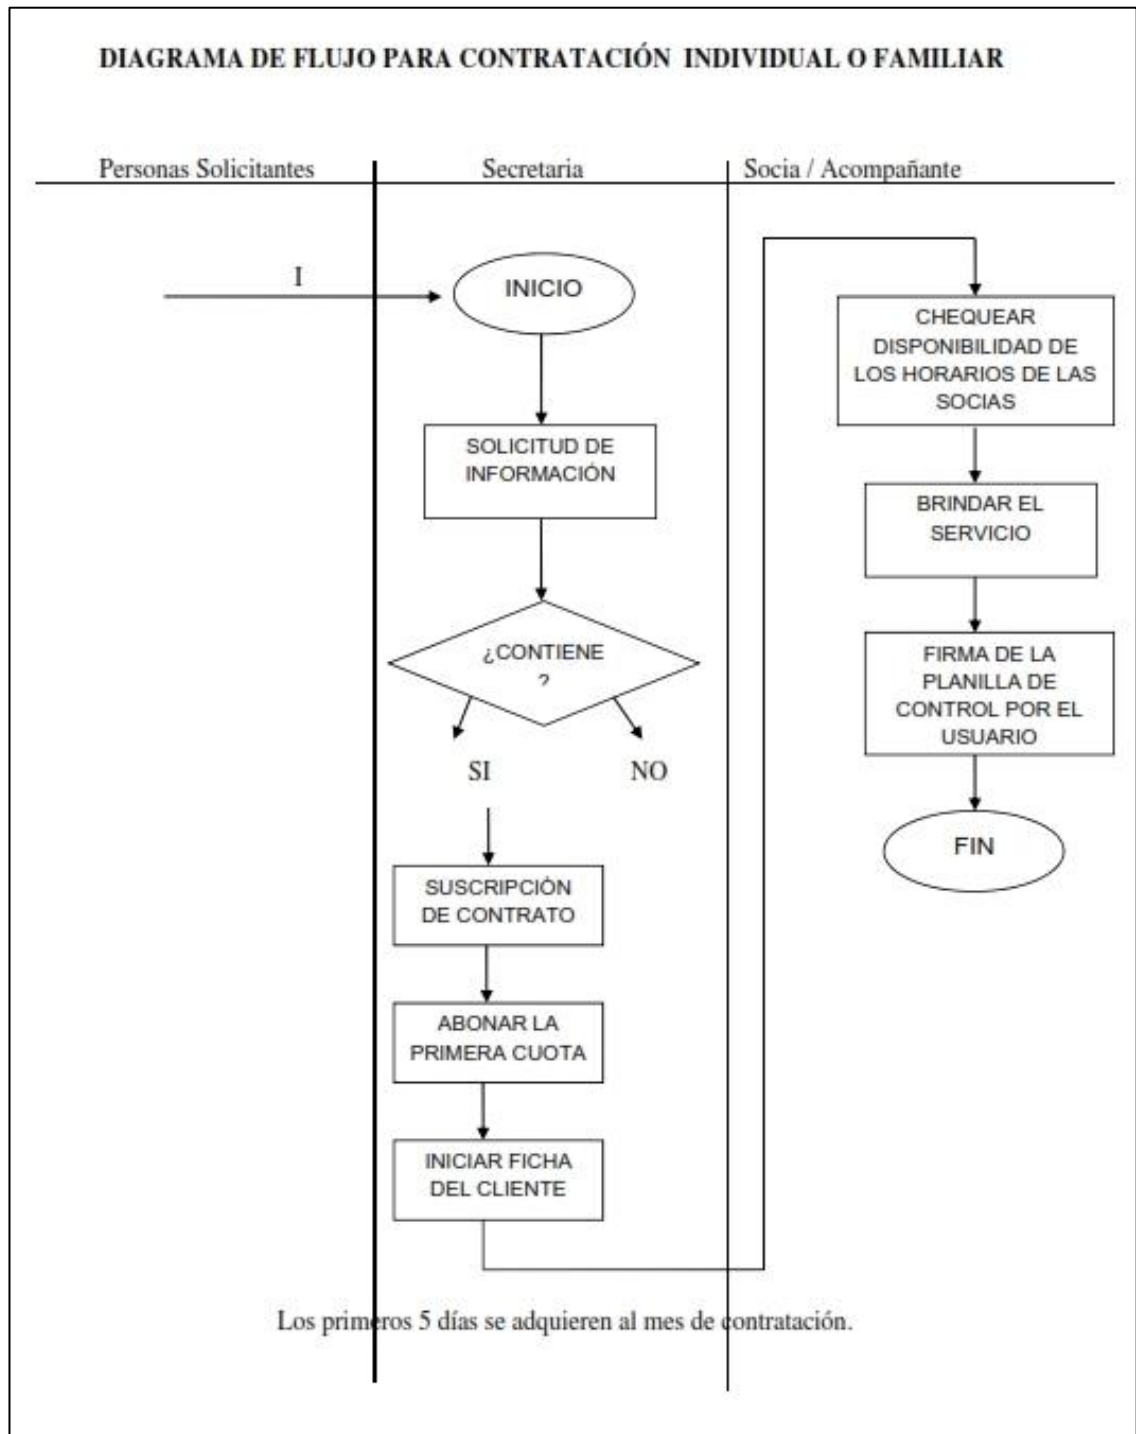 DIAGRAMA DE FLUJO PARA CONTRATACIÓN INDIVIDUAL O FAMILIAR
Personas Solicitantes
Secretaria
Socia / Acompañante
I
INICIO
SOLICITUD DE
INFORMACIÓN
¿CONTIENE
?
SI
NO
SUSCRIPCIÓN
DE CONTRATO
ABONAR LA
PRIMERA CUOTA
INICIAR FICHA
DEL CLIENTE
CHEQUEAR
DISPONIBILIDAD DE
LOS HORARIOS DE LAS
SOCIAS
BRINDAR EL
SERVICIO
FIRMA DE LA
PLANILLA DE
CONTROL POR EL
USUARIO
FIN
Los primeros 5 días se adquieren al mes de contratación.